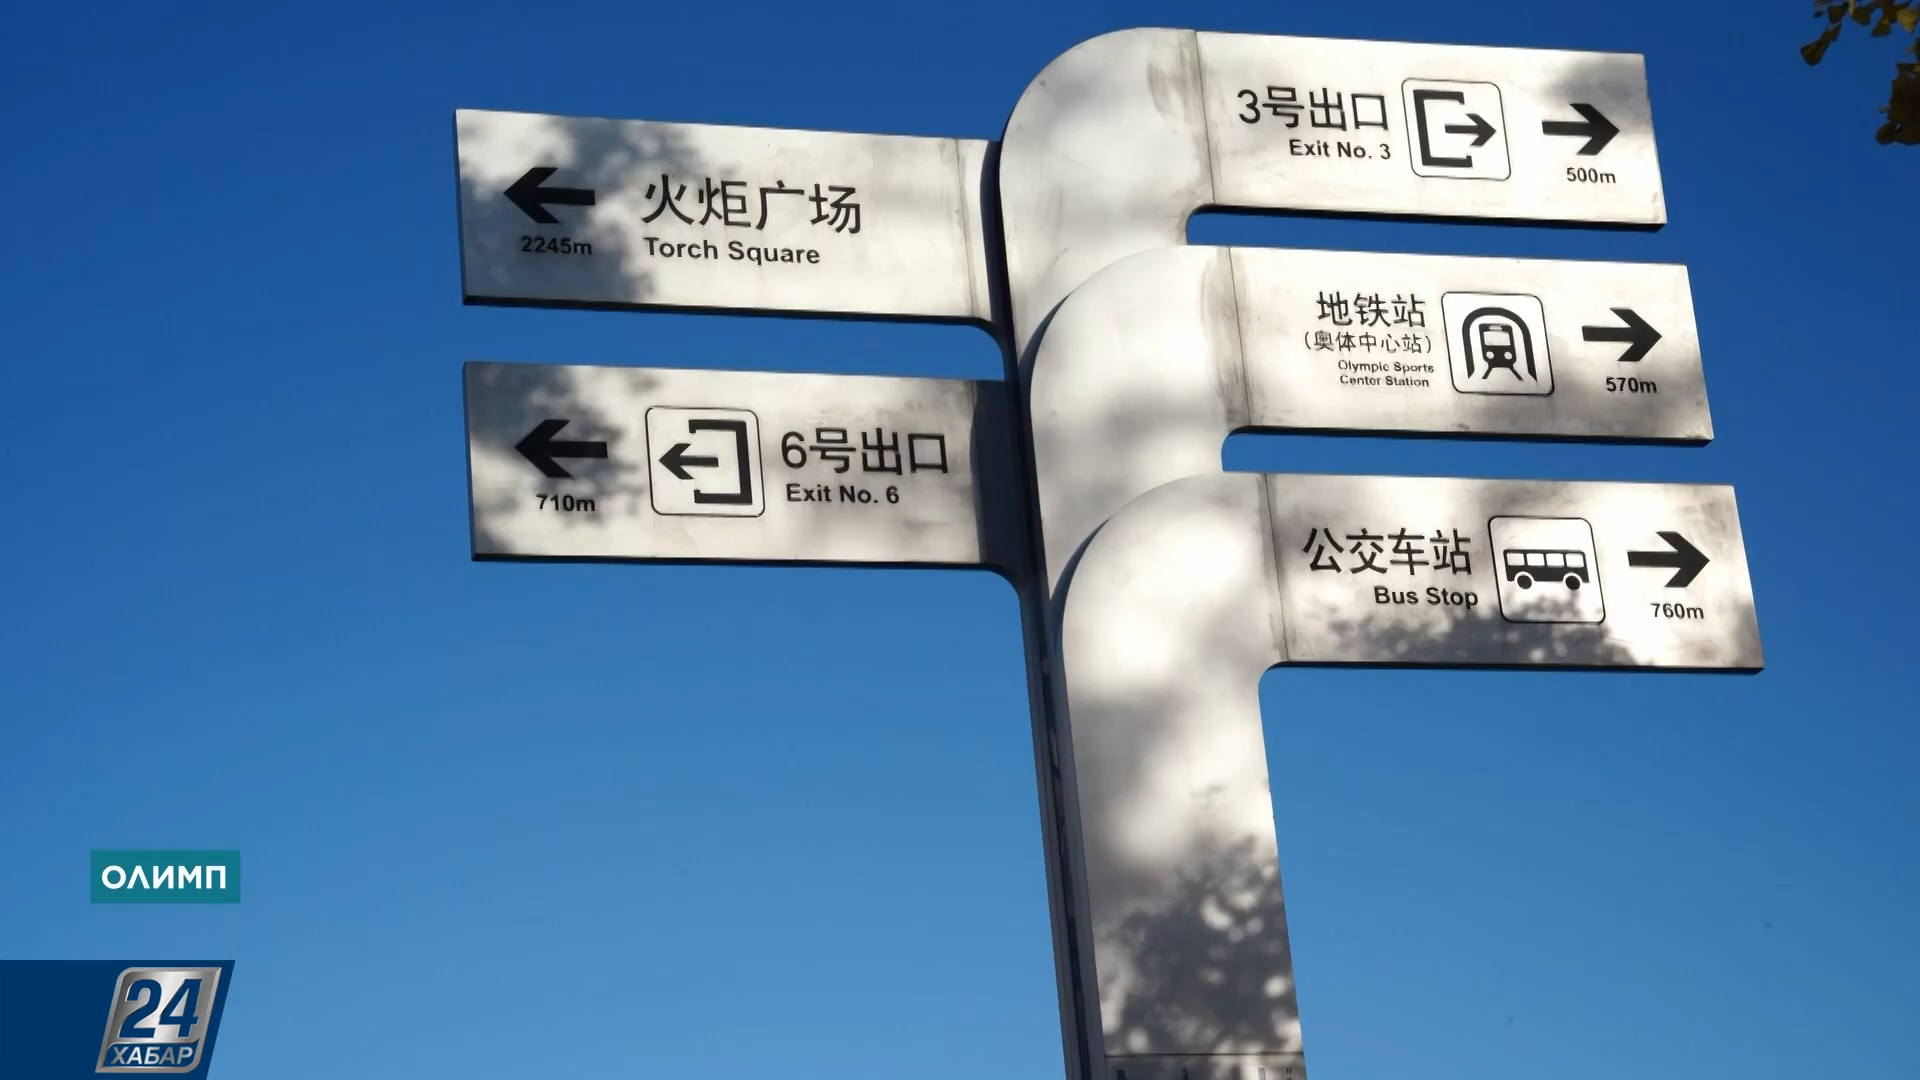 火炬广场
Torch Square
2245m
6号出口
Exit No. 6
710m
3号出口
Exit No. 3
500m
地铁站
（奥体中心站）
Olympic Sports
Center Station
570m
公交车站
Bus Stop
760m
ОЛИМП
24
ХАБАР